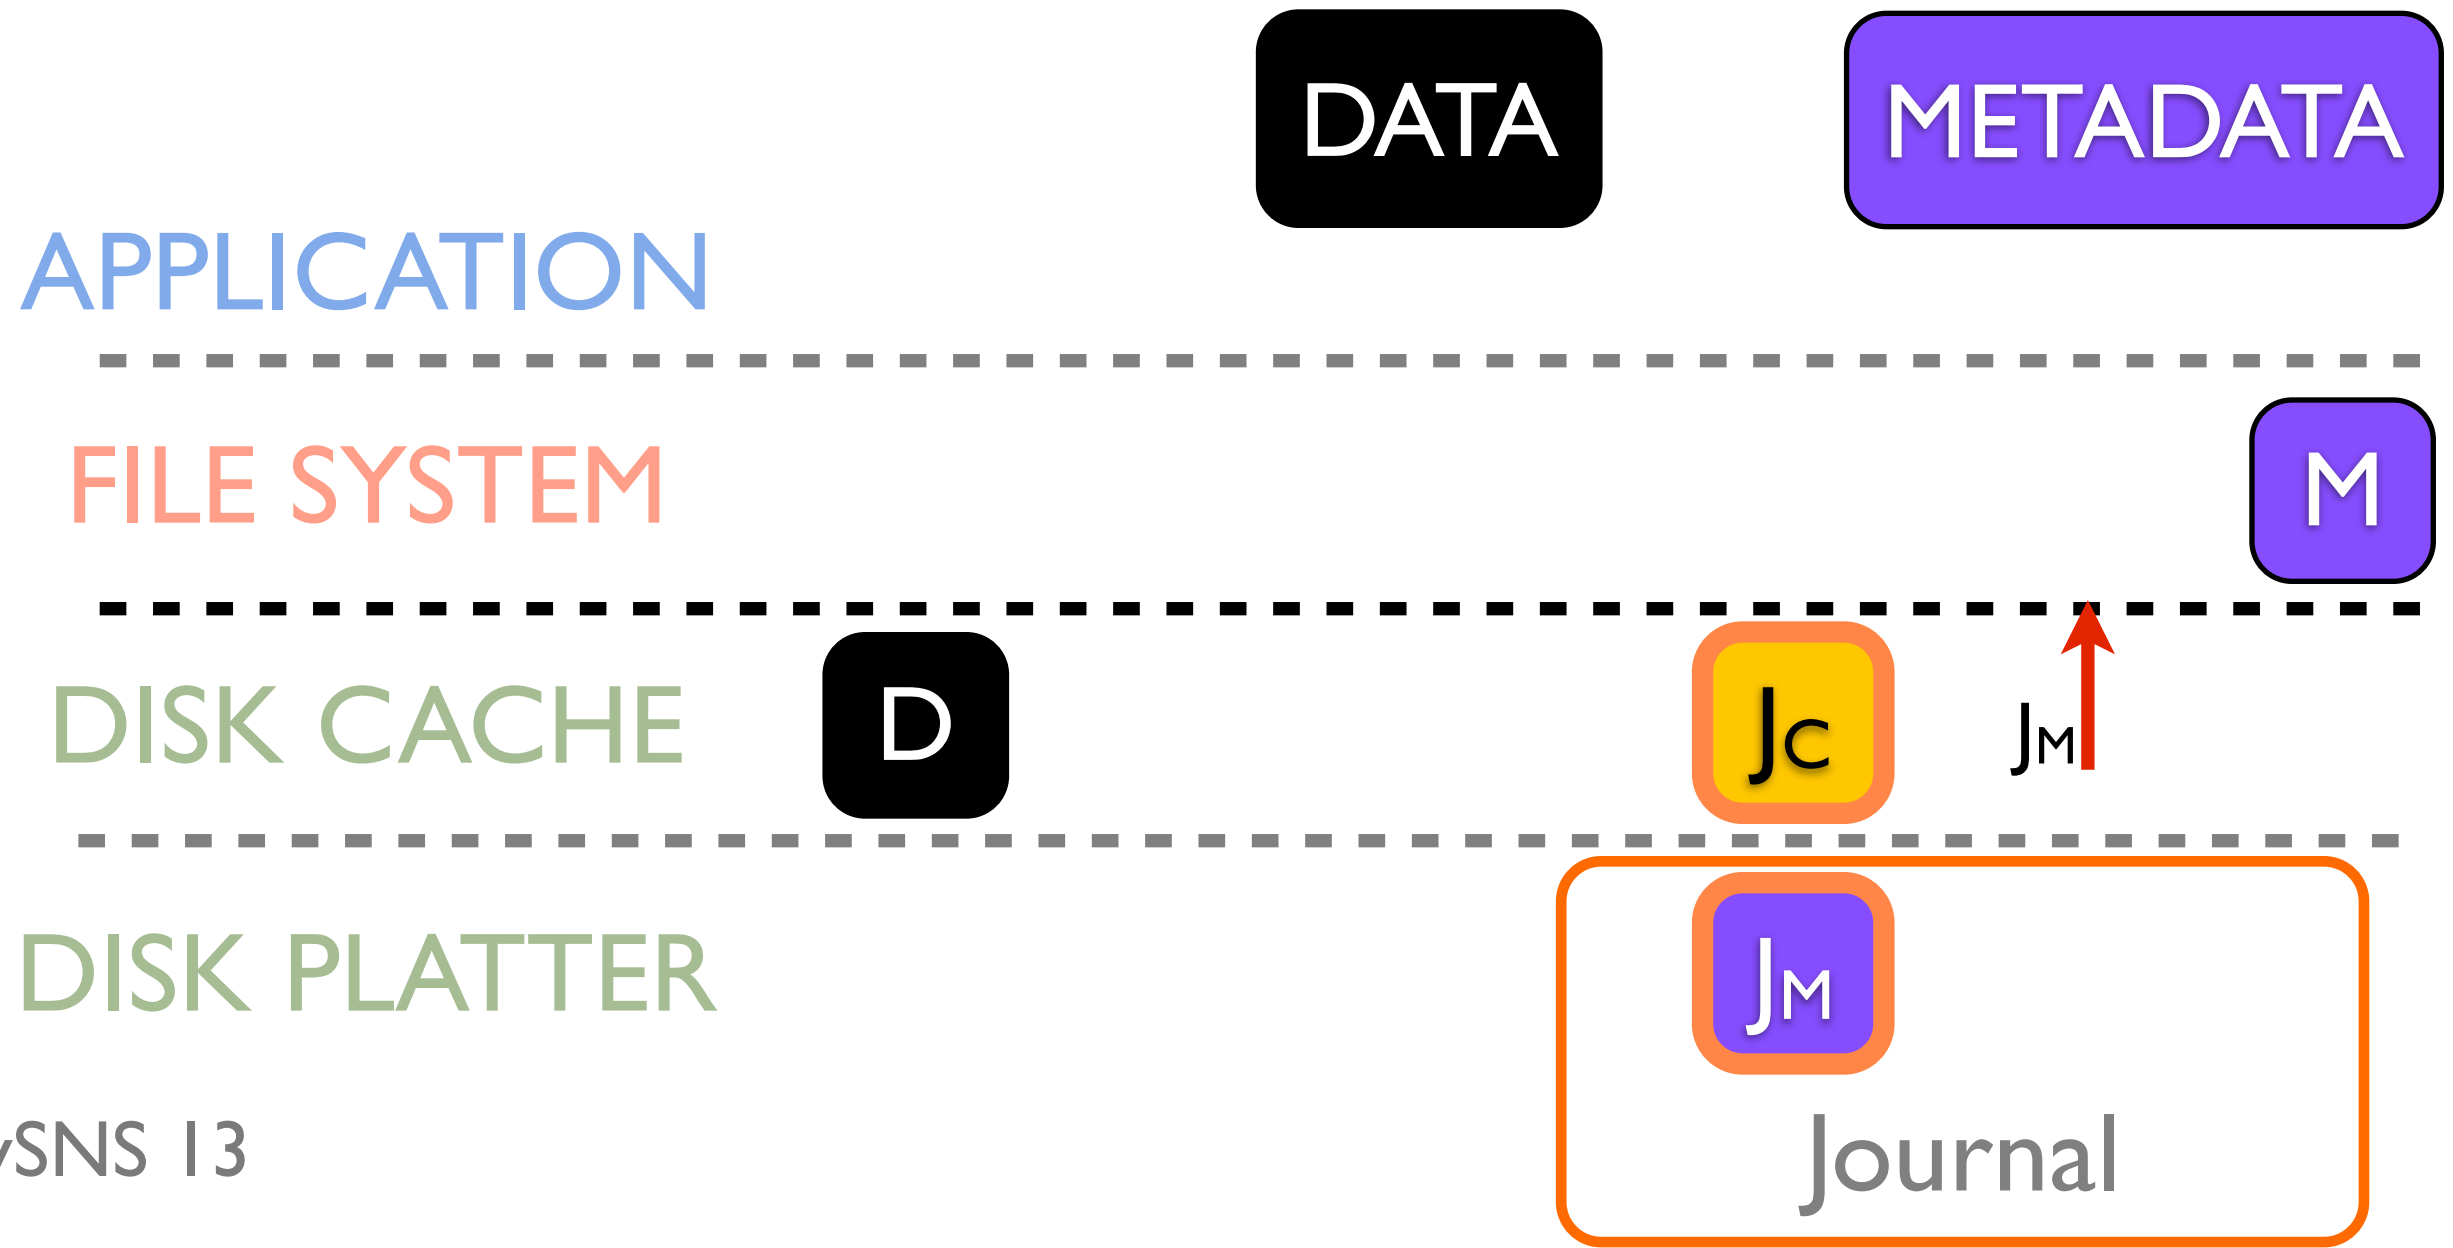 DATA METADATA
APPLICATION
FILE SYSTEM M
DISK CACHE D JC JM
DISK PLATTER JM
SNS 13 Journal